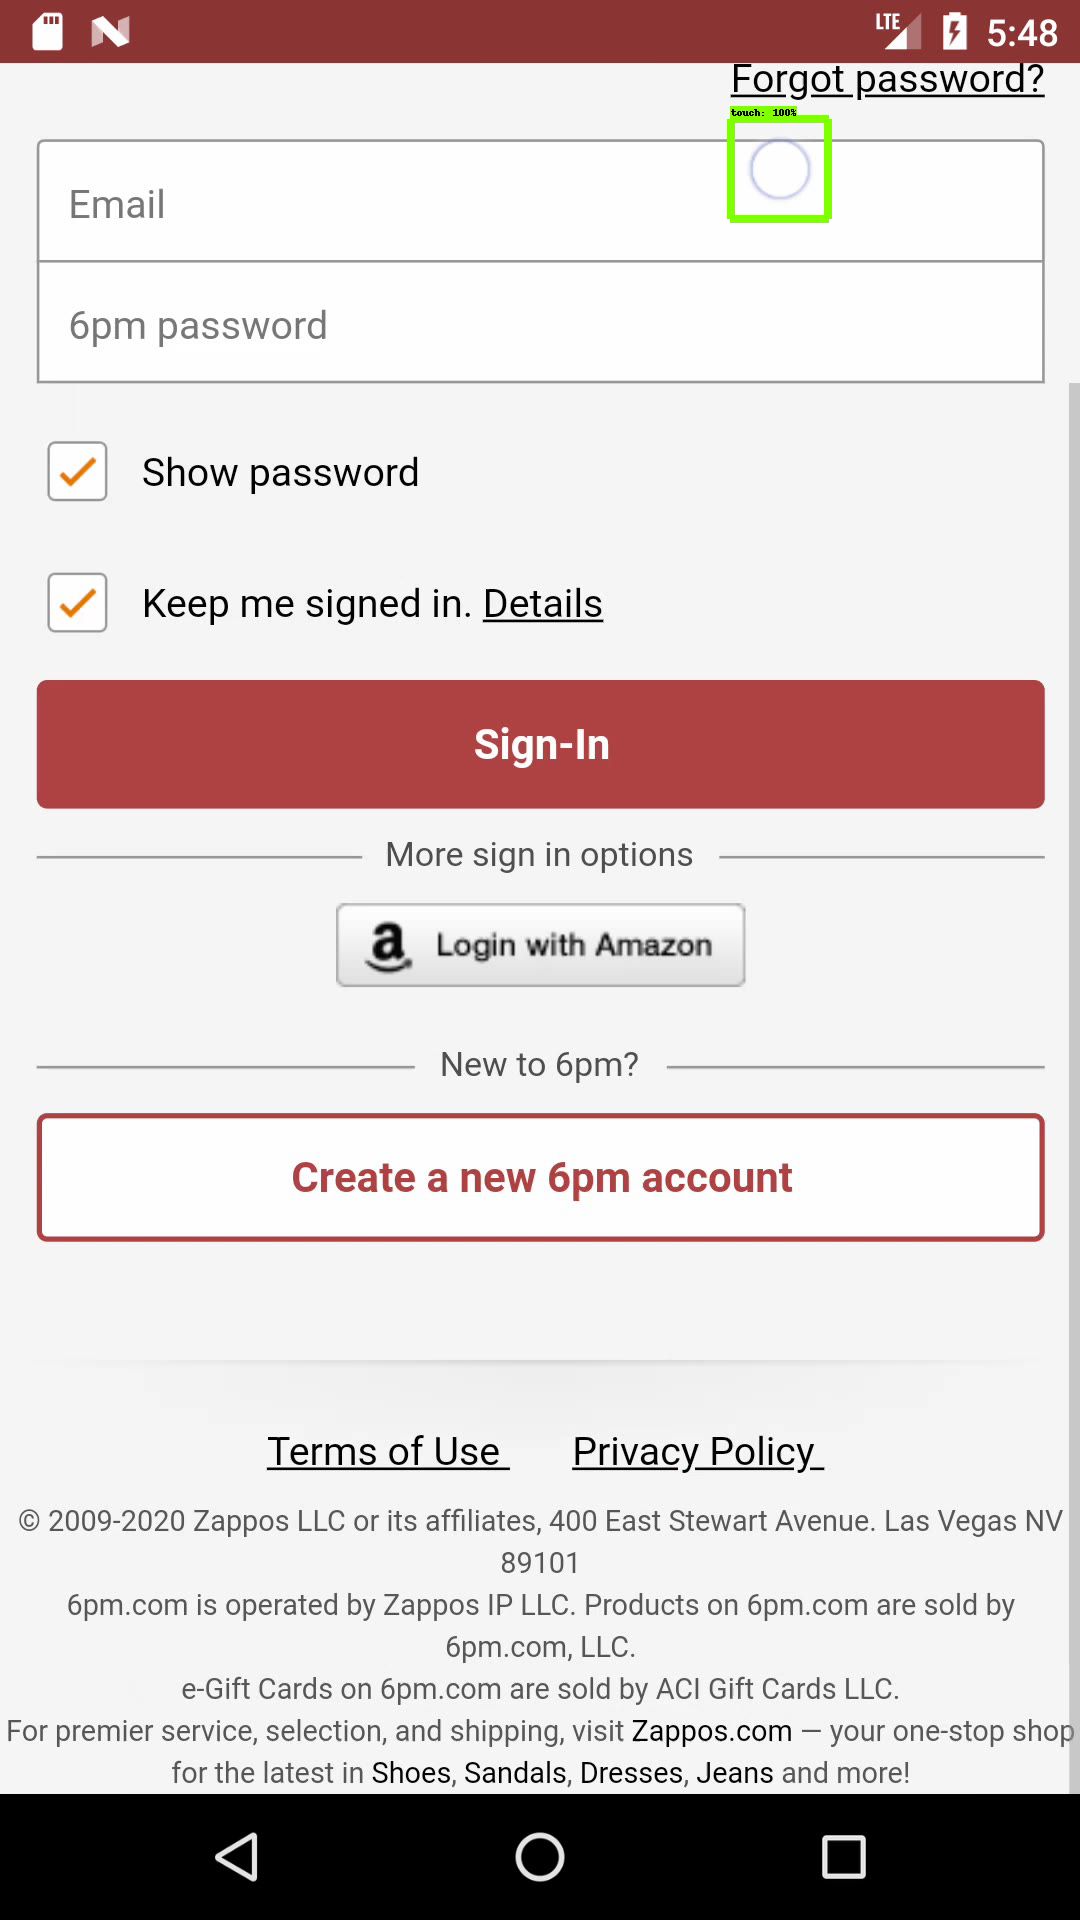 LTE 5:48
Forgot password?
touch: 100%
Email
6pm password
Show password
Keep me signed in. Details
Sign-In
More sign in options
a Login with Amazon
New to 6pm?
Create a new 6pm account
Terms of Use Privacy Policy
© 2009-2020 Zappos LLC or its affiliates, 400 East Stewart Avenue. Las Vegas NV
89101
6pm.com is operated by Zappos IP LLC. Products on 6pm.com are sold by
6pm.com, LLC.
e-Gift Cards on 6pm.com are sold by ACI Gift Cards LLC.
For premier service, selection, and shipping, visit Zappos.com — your one-stop shop
for the latest in Shoes, Sandals, Dresses, Jeans and more!